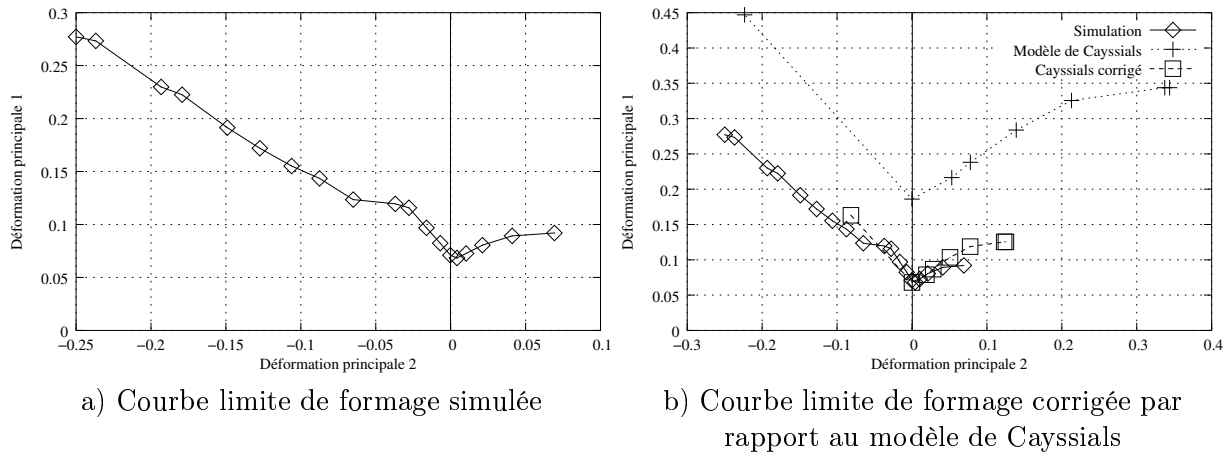 0.3
0.25
0.2
0.15
0.1
0.05
0
−0.25 −0.2 −0.15 −0.1 −0.05 0 0.05 0.1
Déformation principale 1
Déformation principale 2
a) Courbe limite de formage simulée
0.45
0.4
0.35
0.3
0.25
0.2
0.15
0.1
0.05
0
−0.3 −0.2 −0.1 0 0.1 0.2 0.3 0.4
Déformation principale 1
Déformation principale 2
Simulation
Modèle de Cayssials
Cayssials corrigé
b) Courbe limite de formage corrigée par
rapport au modèle de Cayssials